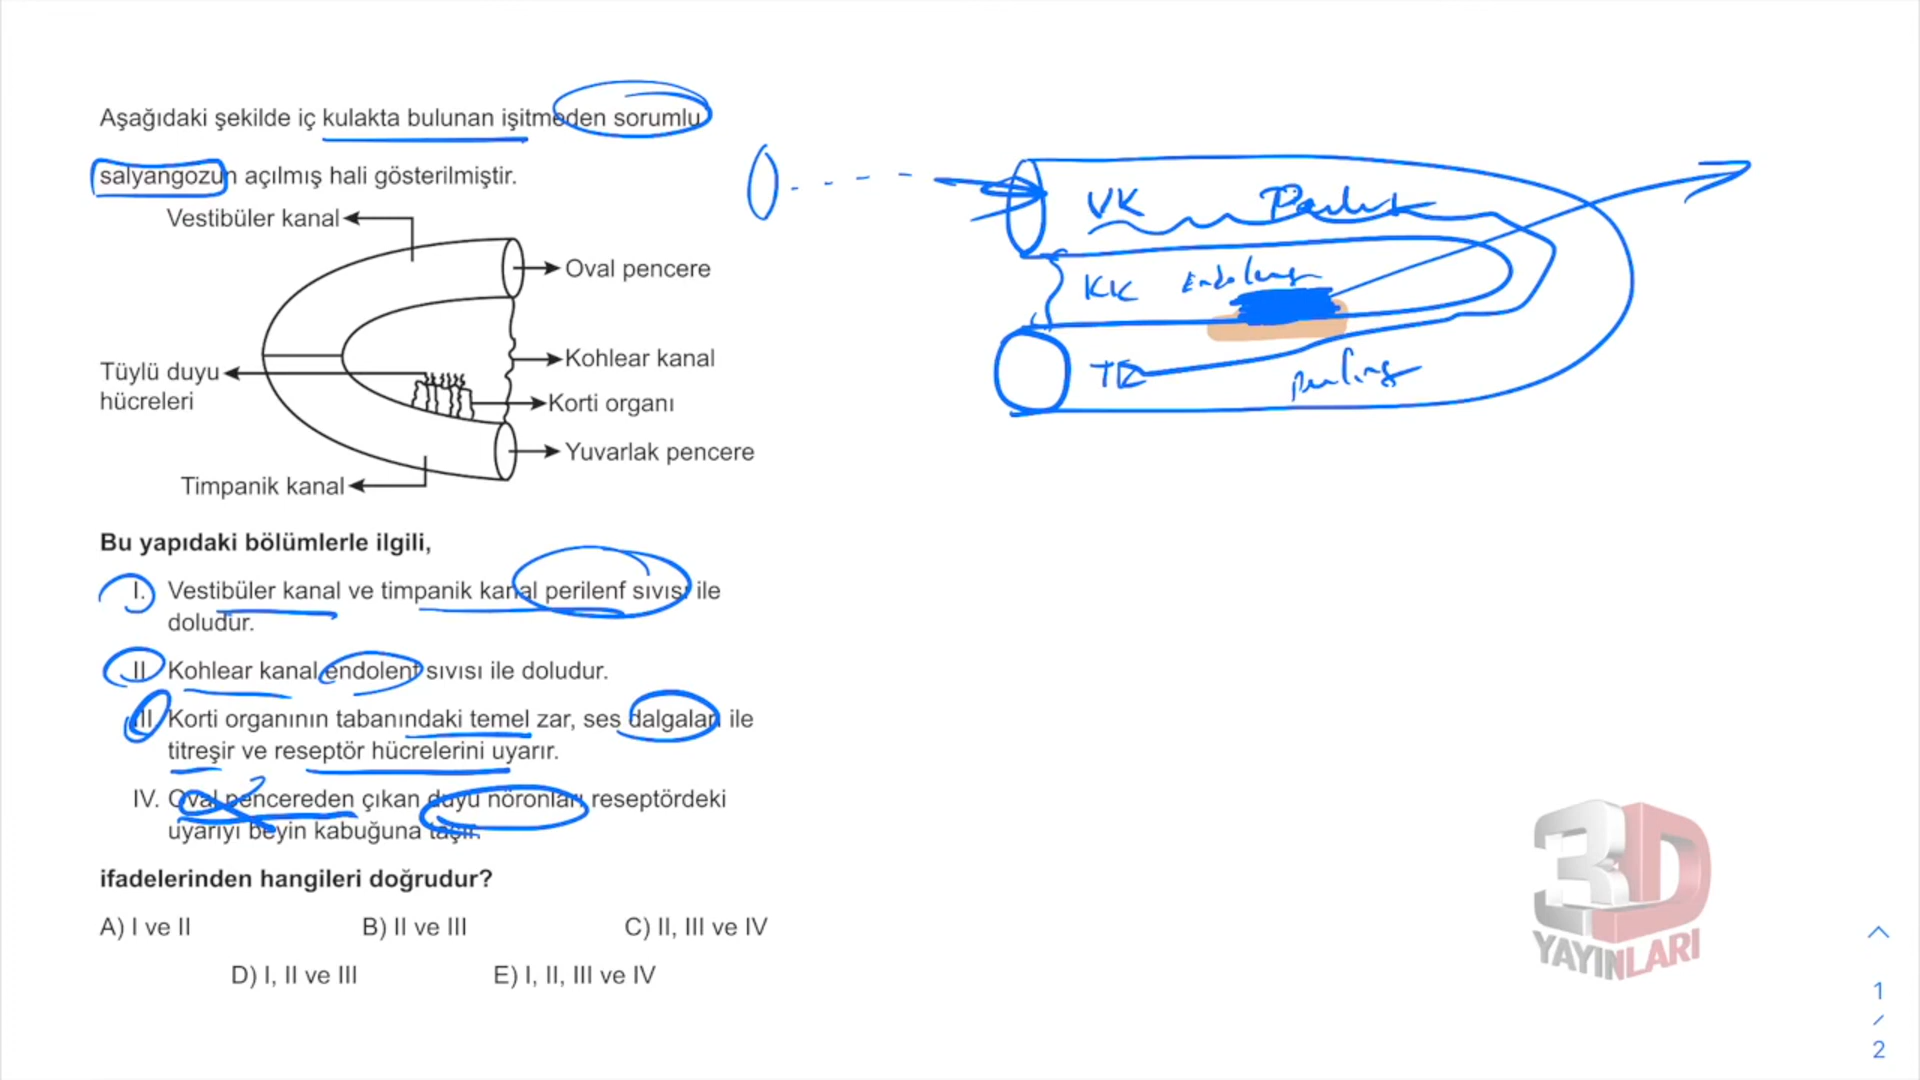 Aşağıdaki şekilde iç kulakta bulunan işitmeden sorumlu
salyangozun açılmış hali gösterilmiştir.
Vestibüler kanal
Oval pencere
Tüylü duyu
hücreleri
Kohlear kanal
Korti organı
Yuvarlak pencere
Timpanik kanal
Bu yapıdaki bölümlerle ilgili,
I. Vestibüler kanal ve timpanik kanal perilenf sıvısı ile
doludur.
II. Kohlear kanal endolenf sıvısı ile doludur.
III. Korti organının tabanındaki temel zar, ses dalgaları ile
titreşir ve reseptör hücrelerini uyarır.
IV. Oval pencereden çıkan duyu nöronları reseptördeki
uyarıyı beyin kabuğuna taşır.
ifadelerinden hangileri doğrudur?
A) I ve II B) II ve III C) II, III ve IV
D) I, II ve III E) I, II, III ve IV
VK
KK
TK
3D
YAYINLARI
1
/
2